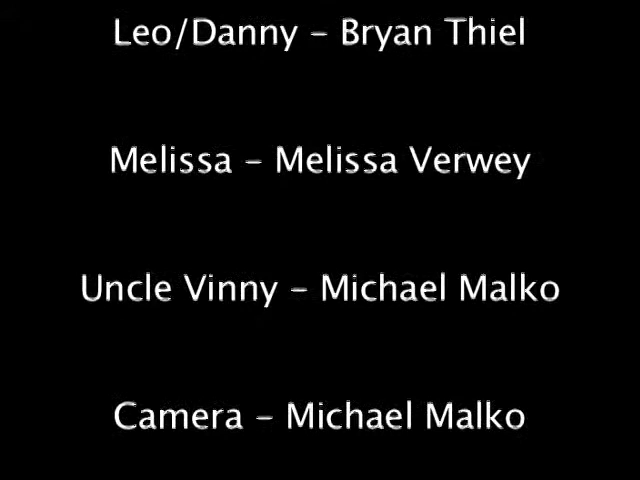 Leo/Danny - Bryan Thiel
Melissa - Melissa Verwey
Uncle Vinny - Michael Malko
Camera - Michael Malko